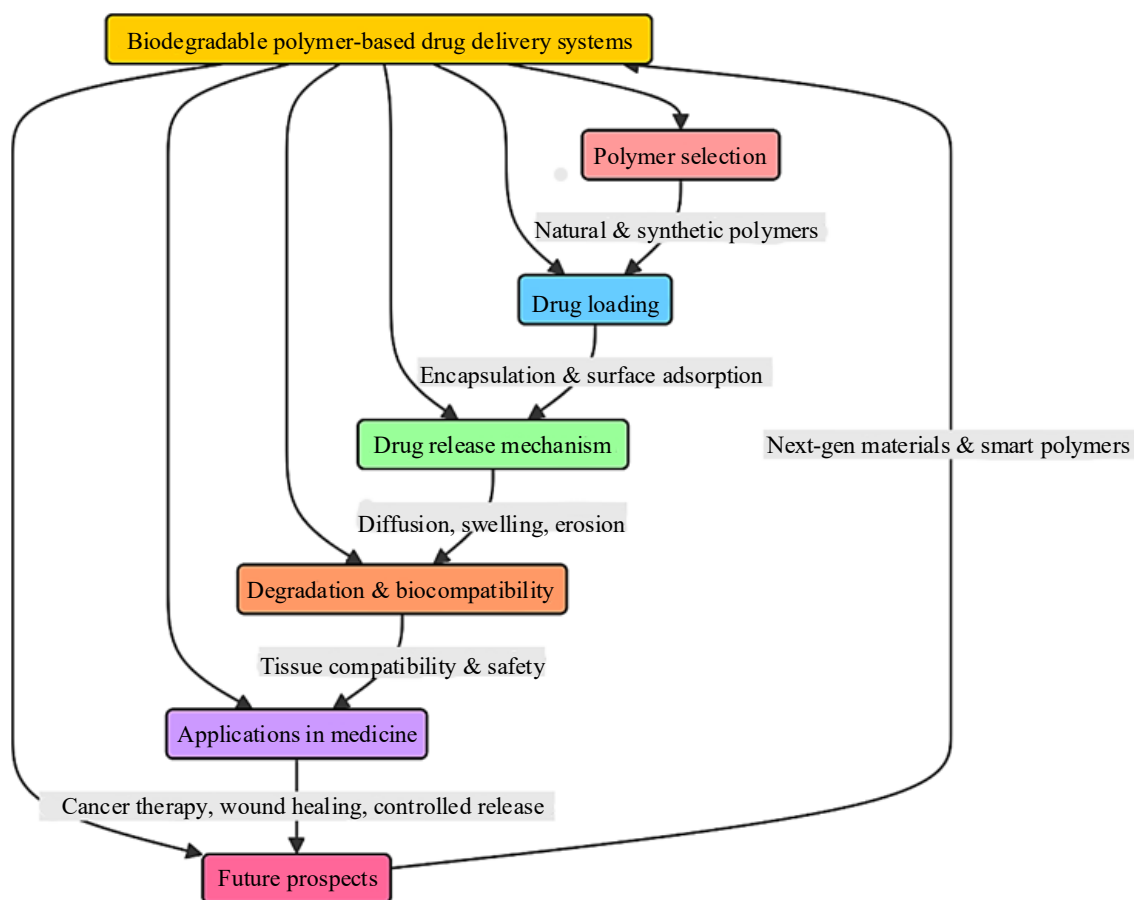 Biodegradable polymer-based drug delivery systems
Polymer selection
Natural & synthetic polymers
Drug loading
Encapsulation & surface adsorption
Drug release mechanism
Next-gen materials & smart polymers
Diffusion, swelling, erosion
Degradation & biocompatibility
Tissue compatibility & safety
Applications in medicine
Cancer therapy, wound healing, controlled release
Future prospects